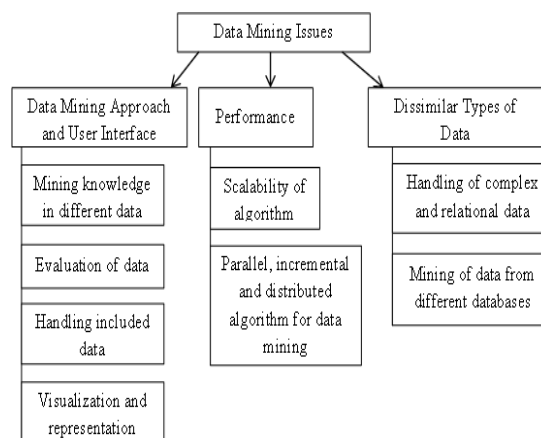 Data Mining Issues
Data Mining Approach
and User Interface
Performance
Dissimilar Types of
Data
Mining knowledge
in different data
Evaluation of data
Handling included
data
Visualization and
representation
Scalability of
algorithm
Parallel, incremental
and distributed
algorithm for data
mining
Handling of complex
and relational data
Mining of data from
different databases